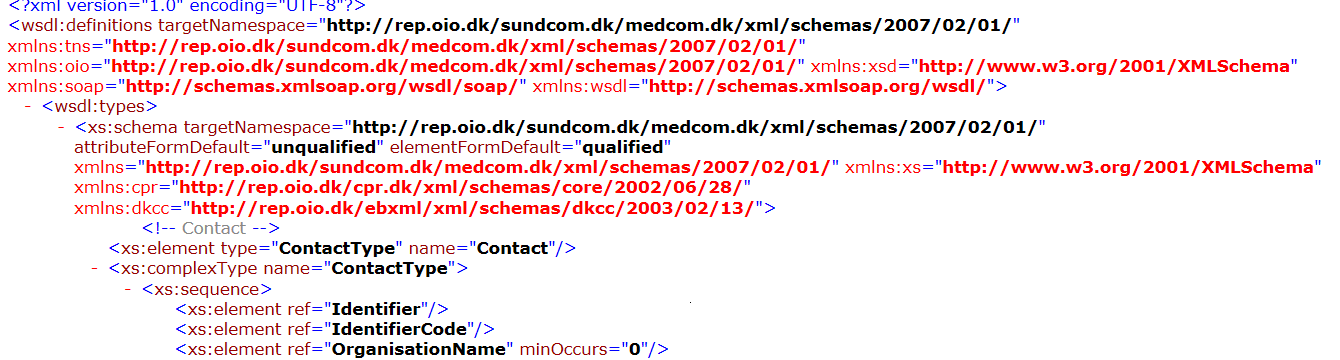 <?xml version="1.0" encoding="UTF-8"?>
<wsdl:definitions targetNamespace="http://rep.oio.dk/sundcom.dk/medcom.dk/xml/schemas/2007/02/01/"
xmlns:tns="http://rep.oio.dk/sundcom.dk/medcom.dk/xml/schemas/2007/02/01/"
xmlns:oio="http://rep.oio.dk/sundcom.dk/medcom.dk/xml/schemas/2007/02/01/" xmlns:xsd="http://www.w3.org/2001/XMLSchema"
xmlns:soap="http://schemas.xmlsoap.org/wsdl/soap/" xmlns:wsdl="http://schemas.xmlsoap.org/wsdl/">
- <wsdl:types>
- <xs:schema targetNamespace="http://rep.oio.dk/sundcom.dk/medcom.dk/xml/schemas/2007/02/01/"
attributeFormDefault="unqualified" elementFormDefault="qualified"
xmlns="http://rep.oio.dk/sundcom.dk/medcom.dk/xml/schemas/2007/02/01/" xmlns:xs="http://www.w3.org/2001/XMLSchema"
xmlns:cpr="http://rep.oio.dk/cpr.dk/xml/schemas/core/2002/06/28/"
xmlns:dkcc="http://rep.oio.dk/ebxml/xml/schemas/dkcc/2003/02/13/">
<!-- Contact -->
<xs:element type="ContactType" name="Contact"/>
- <xs:complexType name="ContactType">
- <xs:sequence>
<xs:element ref="Identifier"/>
<xs:element ref="IdentifierCode"/>
<xs:element ref="OrganisationName" minOccurs="0"/>